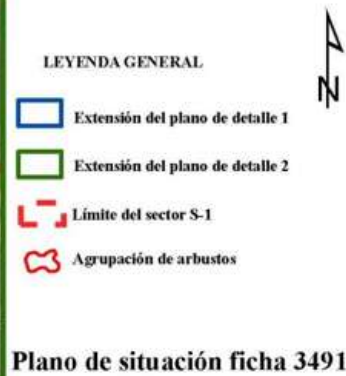 N
LEYENDA GENERAL
Extensión del plano de detalle 1
Extensión del plano de detalle 2
Límite del sector S-1
Agrupación de arbustos
Plano de situación ficha 3491